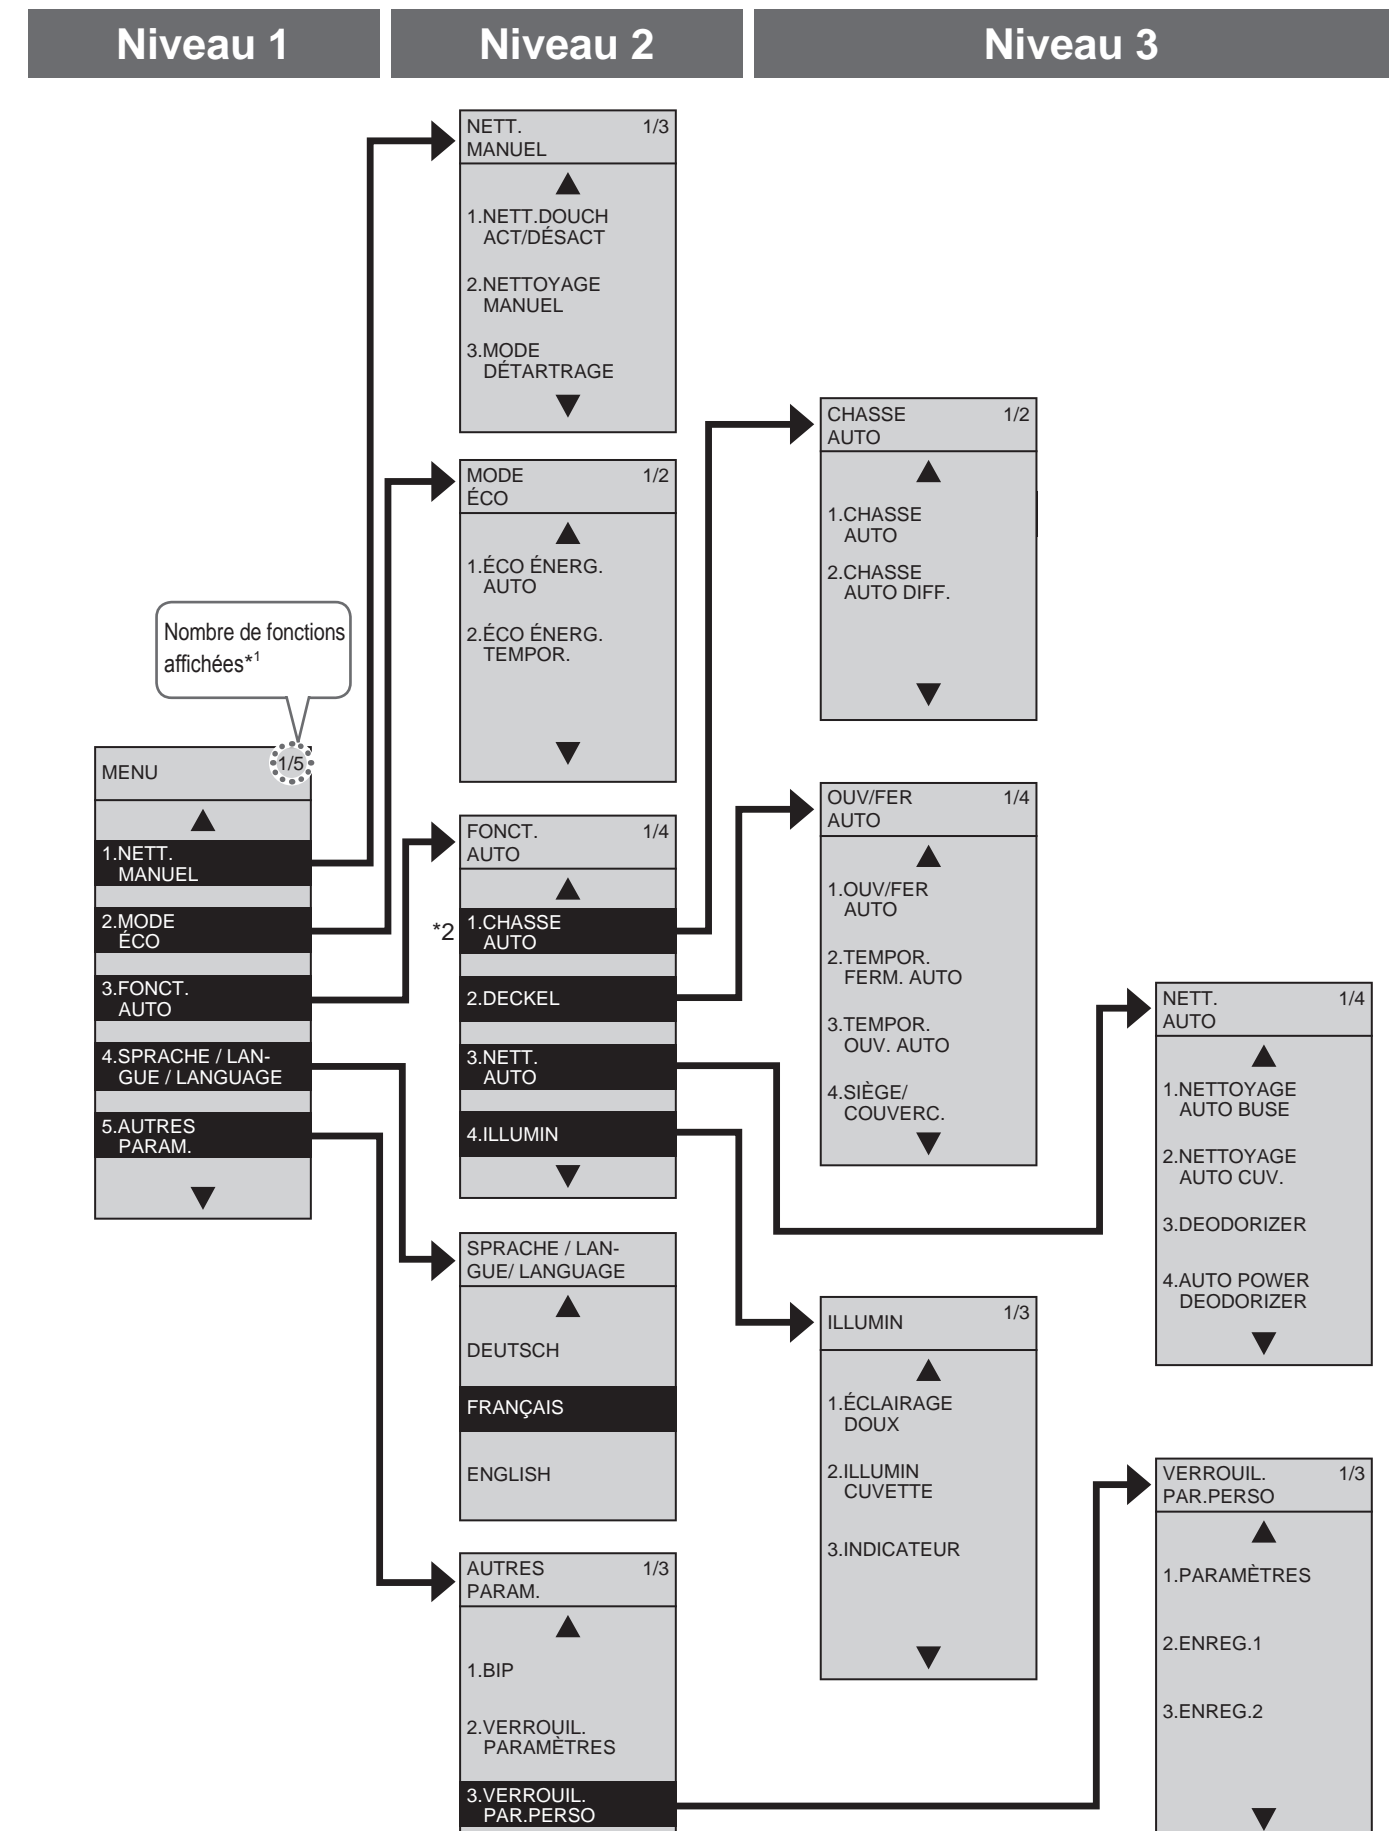 Niveau 1
Niveau 2
Niveau 3
Nombre de fonctions
affichées*1
MENU 1/5
1.NETT.
MANUEL
2.MODE
ÉCO
3.FONCT.
AUTO
4.SPRACHE / LAN-
GUE / LANGUAGE
5.AUTRES
PARAM.
NETT. 1/3
MANUEL
1.NETT.DOUCH
ACT/DÉSACT
2.NETTOYAGE
MANUEL
3.MODE
DÉTARTRAGE
MODE 1/2
ÉCO
1.ÉCO ÉNERG.
AUTO
2.ÉCO ÉNERG.
TEMPOR.
FONCT. 1/4
AUTO
*2
1.CHASSE
AUTO
2.DECKEL
3.NETT.
AUTO
4.ILLUMIN
SPRACHE / LAN-
GUE/ LANGUAGE
DEUTSCH
FRANÇAIS
ENGLISH
AUTRES 1/3
PARAM.
1.BIP
2.VERROUIL.
PARAMÈTRES
3.VERROUIL.
PAR.PERSO
CHASSE 1/2
AUTO
1.CHASSE
AUTO
2.CHASSE
AUTO DIFF.
OUV/FER 1/4
AUTO
1.OUV/FER
AUTO
2.TEMPOR.
FERM. AUTO
3.TEMPOR.
OUV. AUTO
4.SIÈGE/
COUVERC.
ILLUMIN 1/3
1.ÉCLAIRAGE
DOUX
2.ILLUMIN
CUVETTE
3.INDICATEUR
NETT. 1/4
AUTO
1.NETTOYAGE
AUTO BUSE
2.NETTOYAGE
AUTO CUV.
3.DEODORIZER
4.AUTO POWER
DEODORIZER
VERROUIL. 1/3
PAR.PERSO
1.PARAMÈTRES
2.ENREG.1
3.ENREG.2